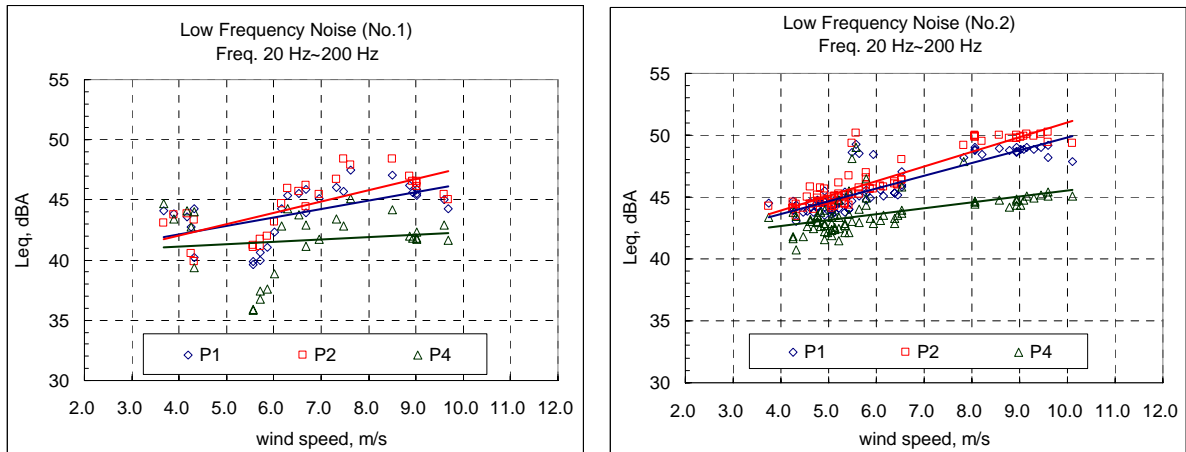 Low Frequency Noise (No.1)
Freq. 20 Hz~200 Hz
Leq, dBA
55
50
45
40
35
30
P1 P2 P4
2.0 3.0 4.0 5.0 6.0 7.0 8.0 9.0 10.0 11.0 12.0
wind speed, m/s
Low Frequency Noise (No.2)
Freq. 20 Hz~200 Hz
Leq, dBA
55
50
45
40
35
30
P1 P2 P4
2.0 3.0 4.0 5.0 6.0 7.0 8.0 9.0 10.0 11.0 12.0
wind speed, m/s